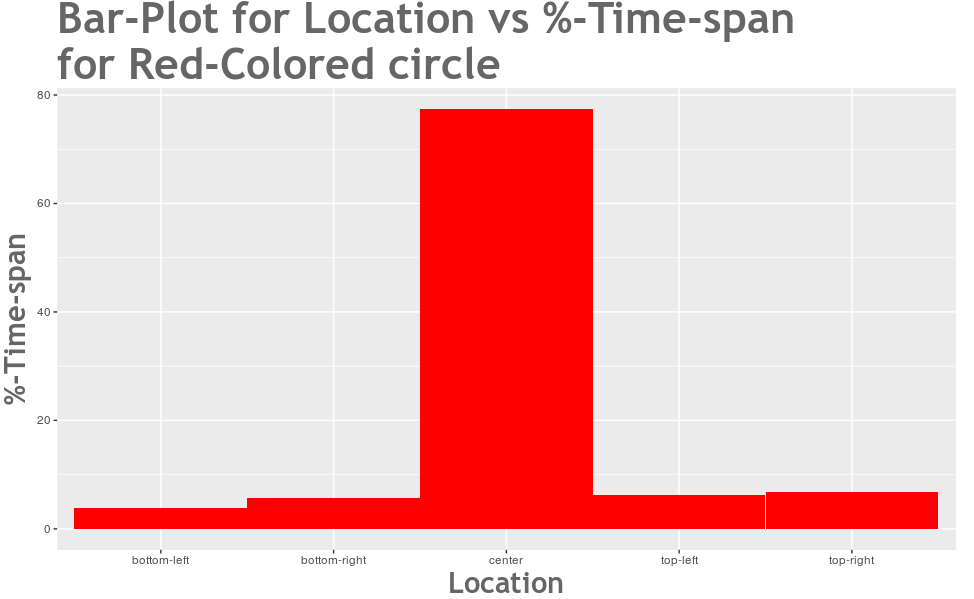 Bar-Plot for Location vs %-Time-span
for Red-Colored circle
%-Time-span
80
60
40
20
0
bottom-left bottom-right center top-left top-right
Location